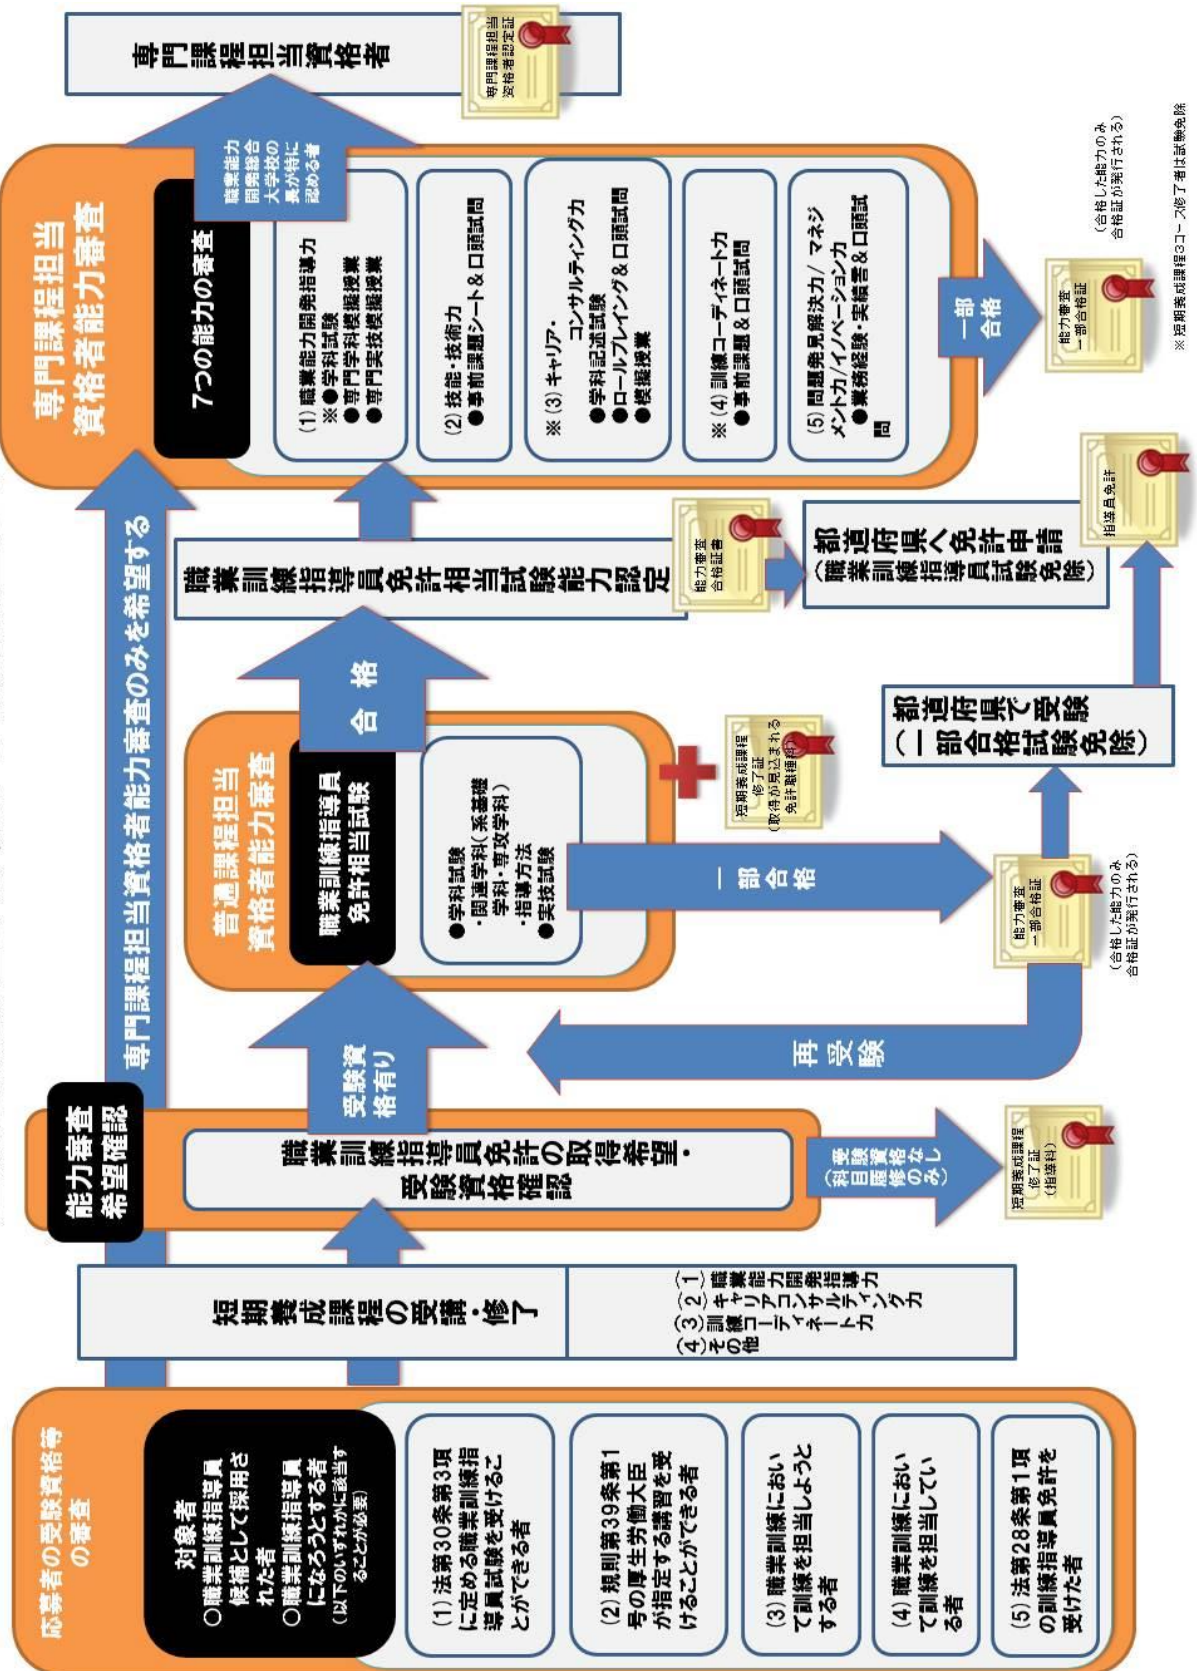 応募者の受験資格等
の審査
対象者
○職業訓練指導員
候補として採用さ
れた者
○職業訓練指導員
になろうとする者
(以下のいずれかに該当す
ることが必要)
(1)法第30条第3項
に定める職業訓練指
導員試験を受けるこ
とができる者
(2)規則第39条第1
号の厚生労働大臣
が指定する講習を受
けることができる者
(3)職業訓練におい
て訓練を担当しようと
する者
(4)職業訓練におい
て訓練を担当してい
る者
(5)法第28条第1項
の訓練指導員免許を
受けた者
短期養成課程の受講・修了
(1)職業能力開発指導力
(2)キャリアコンサルティング力
(3)訓練コーディネート力
(4)その他
能力審査
希望確認
職業訓練指導員免許の取得希望・
受験資格確認
受験資格なし
(科目履修のみ)
短期養成課程
修了証
(指導科)
受験資
格有り
専門課程担当資格者能力審査のみを希望する
普通課程担当
資格者能力審査
職業訓練指導員
免許相当試験
●学科試験
・関連学科(系基礎
学科・専攻学科)
・指導方法
●実技試験
短期養成課程
修了証
(取得が見込まれる
免許職種科)
合格
一部合格
能力審査
一部合格証
(合格した能力のみ
合格証が発行される)
再受験
都道府県で受験
(一部合格試験免除)
職業訓練指導員免許相当試験能力認定
能力審査
合格証書
都道府県へ免許申請
(職業訓練指導員試験免除)
指導員免許
専門課程担当
資格者能力審査
7つの能力の審査
(1)職業能力開発指導力
※●学科試験
●専門学科模擬授業
●専門実技模擬授業
(2)技能・技術力
●事前課題シート&口頭試問
※(3)キャリア・
コンサルティング力
●学科記述試験
●ロールプレイング&口頭試問
●模擬授業
※(4)訓練コーディネート力
●事前課題&口頭試問
(5)問題発見解決力/マネジ
メント力/イノベーション力
●業務経験・実績書&口頭試
問
一部
合格
能力審査
一部合格証
(合格した能力のみ
合格証が発行される)
※短期養成課程3コース修了者は試験免除
職業能力
開発総合
大学校の
長が特に
認める者
専門課程担当資格者
専門課程担当
資格者認定証